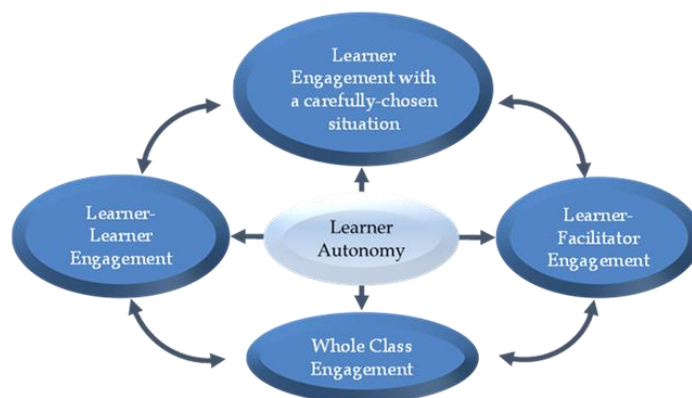 Learner
Engagement with
a carefully-chosen
situation
Learner-
Learner
Engagement
Learner
Autonomy
Learner-
Facilitator
Engagement
Whole Class
Engagement